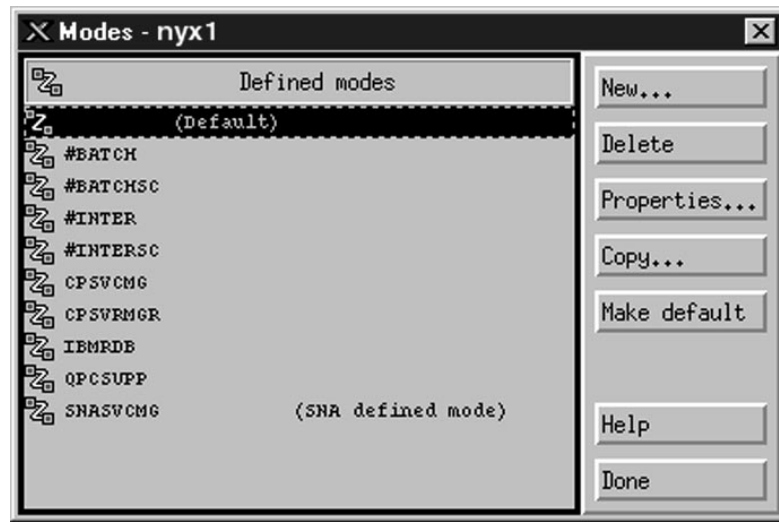 Modes - nyx1
Defined modes
(Default)
#BATCH
#BATCHSC
#INTER
#INTERSC
CPSVCMG
CPSVRMGR
IBMRDB
QPCSUPP
SNASVCMG (SNA defined mode)
New...
Delete
Properties...
Copy...
Make default
Help
Done